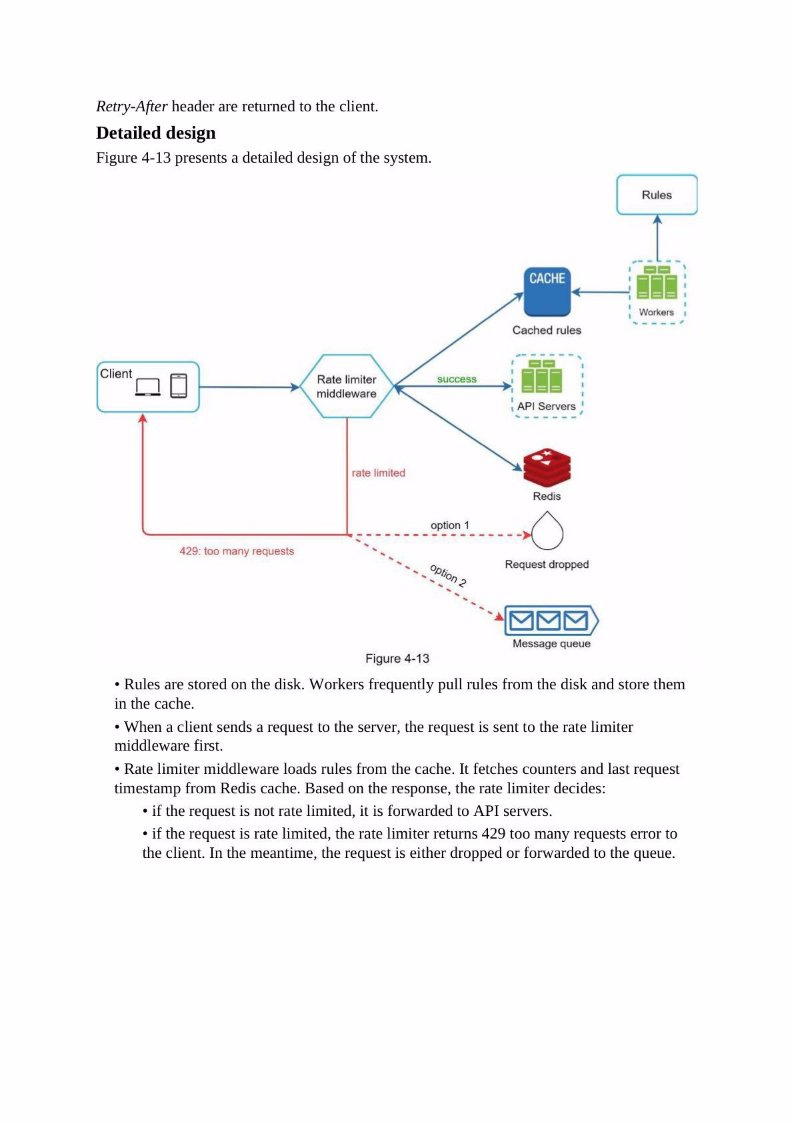 Retry-After header are returned to the client.
Detailed design
Figure 4-13 presents a detailed design of the system.
Rules
CACHE
Workers
Cached rules
Client
Rate limiter
middleware
success
API Servers
rate limited
Redis
option 1
429: too many requests
Request dropped
option 2
Message queue
Figure 4-13
• Rules are stored on the disk. Workers frequently pull rules from the disk and store them
in the cache.
• When a client sends a request to the server, the request is sent to the rate limiter
middleware first.
• Rate limiter middleware loads rules from the cache. It fetches counters and last request
timestamp from Redis cache. Based on the response, the rate limiter decides:
• if the request is not rate limited, it is forwarded to API servers.
• if the request is rate limited, the rate limiter returns 429 too many requests error to
the client. In the meantime, the request is either dropped or forwarded to the queue.